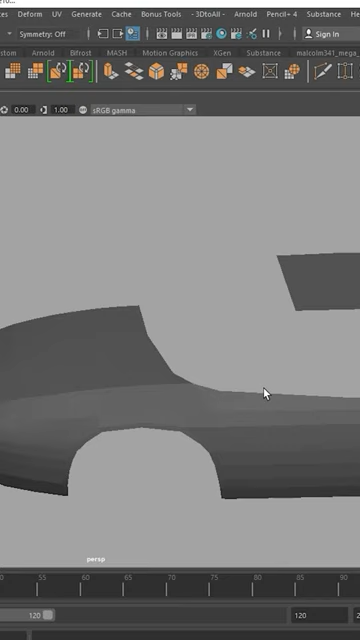 Deform UV Generate Cache Bonus Tools - 3DtoAll - Arnold Pencil+ 4 Substance
Symmetry: Off Sign In
Arnold Bifrost MASH Motion Graphics XGen Substance malcolm341_mega_
0.00 1.00 sRGB gamma
persp
55 60 65 70 75 80 85 90
120 120